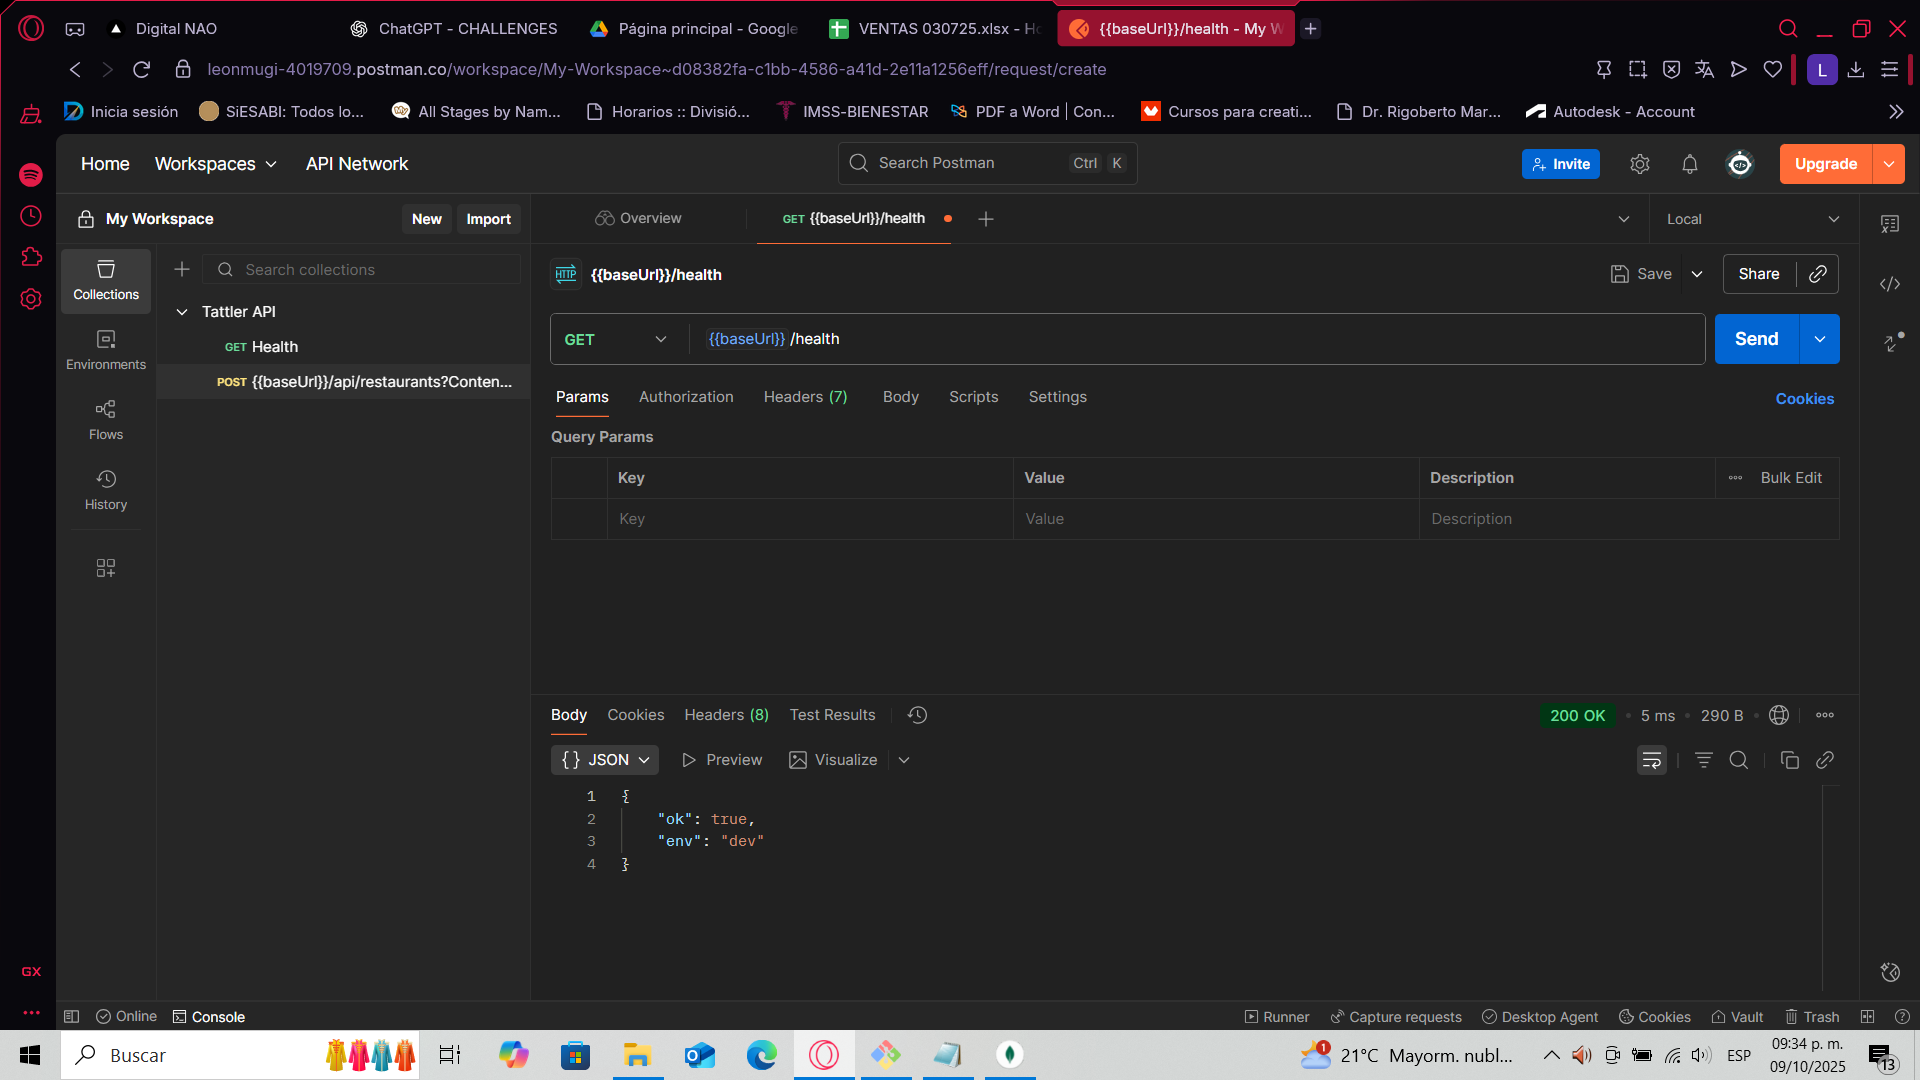 Digital NAO
ChatGPT - CHALLENGES
Página principal - Google
VENTAS 030725.xlsx - Ho
{{baseUrl}}/health - My W
leonmugi-4019709.postman.co/workspace/My-Workspace~d08382fa-c1bb-4586-a41d-2e11a1256eff/request/create
L
Inicia sesión
SiESABI: Todos lo...
All Stages by Nam...
Horarios :: Divisió...
IMSS-BIENESTAR
PDF a Word | Con...
Cursos para creati...
Dr. Rigoberto Mar...
Autodesk - Account
Home
Workspaces
API Network
Search Postman
Ctrl K
Invite
Upgrade
My Workspace
New
Import
Overview
GET {{baseUrl}}/health
Local
Collections
Search collections
HTTP {{baseUrl}}/health
Save
Share
Tattler API
GET Health
POST {{baseUrl}}/api/restaurants?Conten...
GET
{{baseUrl}} /health
Send
Environments
Params
Authorization
Headers (7)
Body
Scripts
Settings
Cookies
Flows
Query Params
History
Key
Value
Description
Bulk Edit
Key
Value
Description
Body
Cookies
Headers (8)
Test Results
200 OK
5 ms
290 B
{} JSON
Preview
Visualize
1 {
2 "ok": true,
3 "env": "dev"
4 }
GX
Online
Console
Runner
Capture requests
Desktop Agent
Cookies
Vault
Trash
Buscar
1
21°C Mayorm. nubl...
ESP
09:34 p. m.
09/10/2025
13